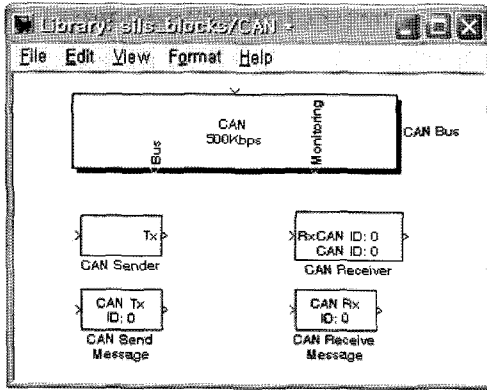 Library: sils_blocks/CAN *
File Edit View Format Help
CAN
500Kbps
Bus
Monitoring
CAN Bus
Tx
CAN Sender
RxCAN ID: 0
CAN ID: 0
CAN Receiver
CAN Tx
ID: 0
CAN Send
Message
CAN Rx
ID: 0
CAN Receive
Message